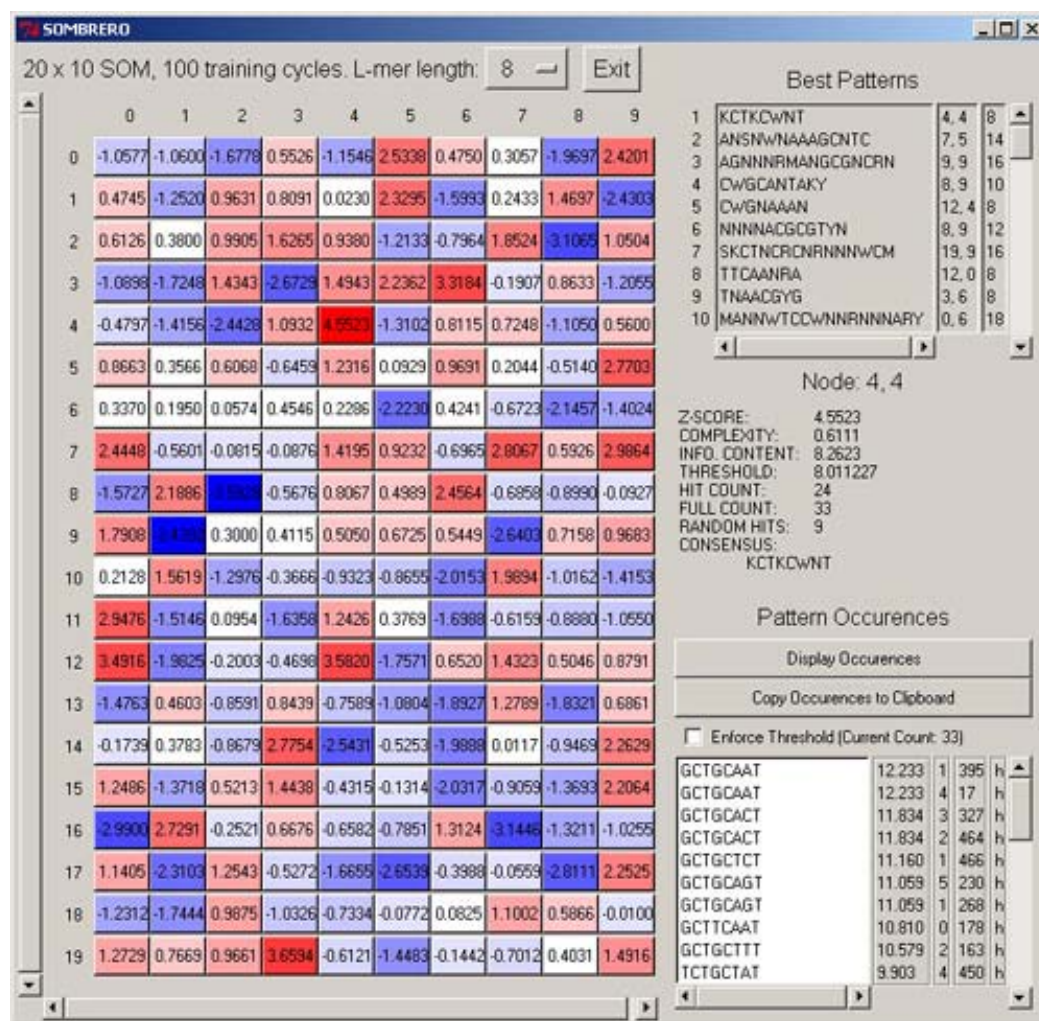 SOMBRERO
20 x 10 SOM, 100 training cycles. L-mer length: 8 Exit
0 1 2 3 4 5 6 7 8 9
0 -1.0577 -1.0600 -1.6778 0.5526 -1.1546 2.5338 0.4750 0.3057 -1.9697 2.4201
1 0.4745 -1.2520 0.9631 0.8091 0.0230 2.3295 -1.5993 0.2433 1.4697 -2.4303
2 0.6126 0.3800 0.9905 1.6265 0.9380 -1.2133 -0.7964 1.8524 -3.1065 1.0504
3 -1.0898 -1.7248 1.4343 -2.6729 1.4943 2.2362 3.3184 -0.1907 0.8633 -1.2055
4 -0.4797 -1.4156 -2.4428 1.0932 4.5523 -1.3102 0.8115 0.7248 -1.1050 0.5600
5 0.8663 0.3566 0.6068 -0.6459 1.2316 0.0929 0.9691 0.2044 -0.5140 2.7703
6 0.3370 0.1950 0.0574 0.4546 0.2286 -2.2230 0.4241 -0.6723 -2.1457 -1.4024
7 2.4448 -0.5601 -0.0815 -0.0876 1.4195 0.9232 -0.6965 2.8067 0.5926 2.9864
8 -1.5727 2.1886 -0.5676 0.8067 0.4989 2.4564 -0.6858 -0.8990 -0.0927
9 1.7908 0.3000 0.4115 0.5050 0.6725 0.5449 -2.6403 0.7158 0.9683
10 0.2128 1.5619 -1.2976 -0.3666 -0.9323 -0.8655 -2.0153 1.9894 -1.0162 -1.4153
11 2.9476 -1.5146 0.0954 -1.6358 1.2426 0.3769 -1.6988 -0.6159 -0.8880 -1.0550
12 3.4916 -1.9825 -0.2003 -0.4698 3.5820 -1.7571 0.6520 1.4323 0.5046 0.8791
13 -1.4763 0.4603 -0.8591 0.8439 -0.7589 -1.0804 -1.8927 1.2789 -1.8321 0.6861
14 -0.1739 0.3783 -0.8679 2.7754 -2.5431 -0.5253 -1.9888 0.0117 -0.9469 2.2629
15 1.2486 -1.3718 0.5213 1.4438 -0.4315 -0.1314 -2.0317 -0.9059 -1.3693 2.2064
16 -2.9900 2.7291 -0.2521 0.6676 -0.6582 -0.7851 1.3124 -3.1446 -1.3211 -1.0255
17 1.1405 -2.3103 1.2543 -0.5272 -1.6655 -2.6539 -0.3988 -0.0559 -2.8111 2.2525
18 -1.2312 -1.7444 0.9875 -1.0326 -0.7334 -0.0772 0.0825 1.1002 0.5866 -0.0100
19 1.2729 0.7669 0.9661 3.6594 -0.6121 -1.4483 -0.1442 -0.7012 0.4031 1.4916
Best Patterns
1 KCTKCWNT 4, 4 8
2 ANSNWNAAAGCNTC 7, 5 14
3 AGNNNRMANGCGNCRN 9, 9 16
4 CWGCANTAKY 8, 9 10
5 CWGNAAAN 12, 4 8
6 NNNNACGCGTYN 8, 9 12
7 SKCTNCRCNRNNNWCM 19, 9 16
8 TTCAANRA 12, 0 8
9 TNAACGYG 3, 6 8
10 MANNWTCCWNNRNNNARY 0, 6 18
Node: 4, 4
Z-SCORE: 4.5523
COMPLEXITY: 0.6111
INFO. CONTENT: 8.2623
THRESHOLD: 8.011227
HIT COUNT: 24
FULL COUNT: 33
RANDOM HITS: 9
CONSENSUS:
KCTKCWNT
Pattern Occurences
Display Occurences
Copy Occurences to Clipboard
Enforce Threshold (Current Count: 33)
GCTGCAAT 12.233 1 395 h
GCTGCAAT 12.233 4 17 h
GCTGCACT 11.834 3 327 h
GCTGCACT 11.834 2 464 h
GCTGCTCT 11.160 1 466 h
GCTGCAGT 11.059 5 230 h
GCTGCAGT 11.059 1 268 h
GCTTCAAT 10.810 0 178 h
GCTGCTTT 10.579 2 163 h
TCTGCTAT 9.903 4 450 h